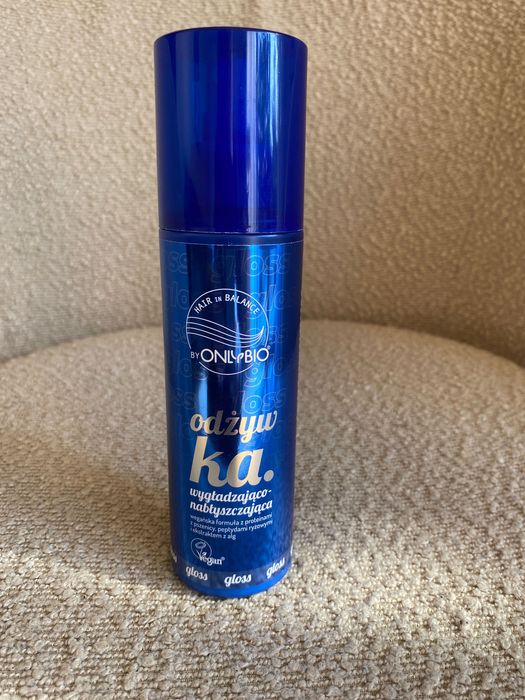 gloss
HAIR IN BALANCE
BY ONLYBIO®
odżyw
ka.
wygładzająco-
nabłyszczająca
wegańska formuła z proteinami
z pszenicy, peptydami ryżowymi
i ekstraktem z alg
Vegan®
gloss gloss gloss